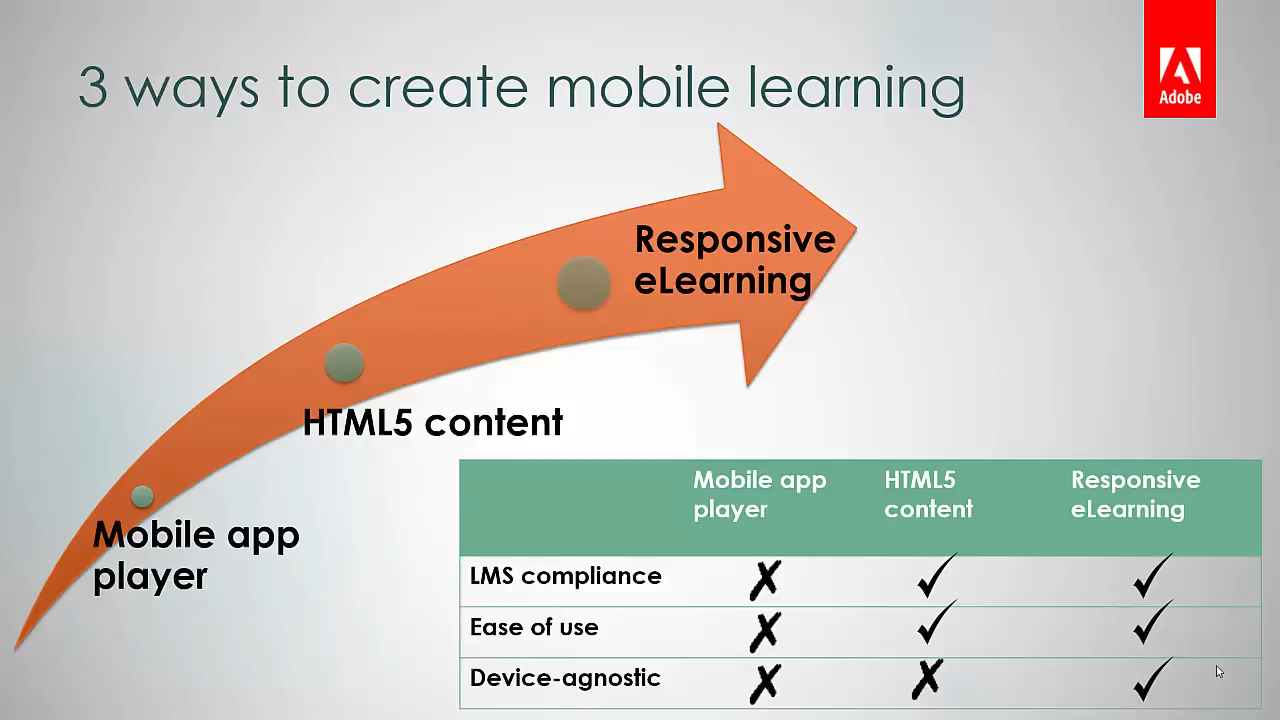 3 ways to create mobile learning
Adobe
Responsive
eLearning
HTML5 content
Mobile app
player
Mobile app
player
HTML5
content
Responsive
eLearning
LMS compliance ✗ ✓ ✓
Ease of use ✗ ✓ ✓
Device-agnostic ✗ ✗ ✓